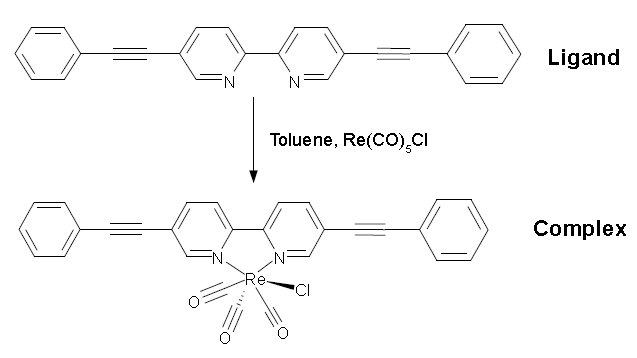 Ligand
N N
Toluene, Re(CO)5Cl
Complex
N N
Re
Cl
O
O
O